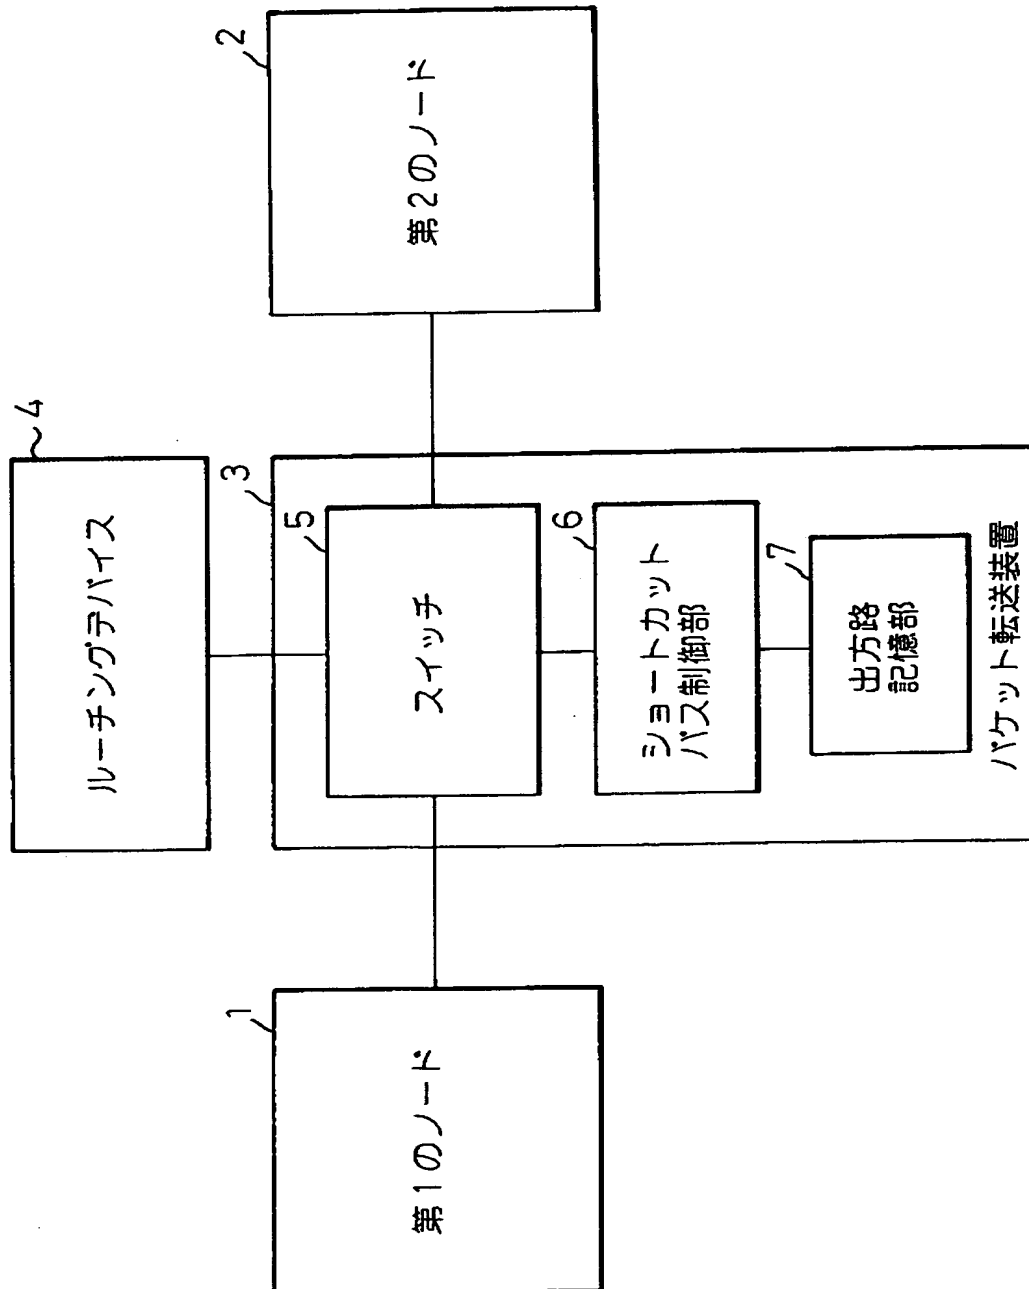 4
ルーチングデバイス
3
5
スイッチ
6
ショートカット
パス制御部
7
出方路
記憶部
パケット転送装置
1
第1のノード
2
第2のノード